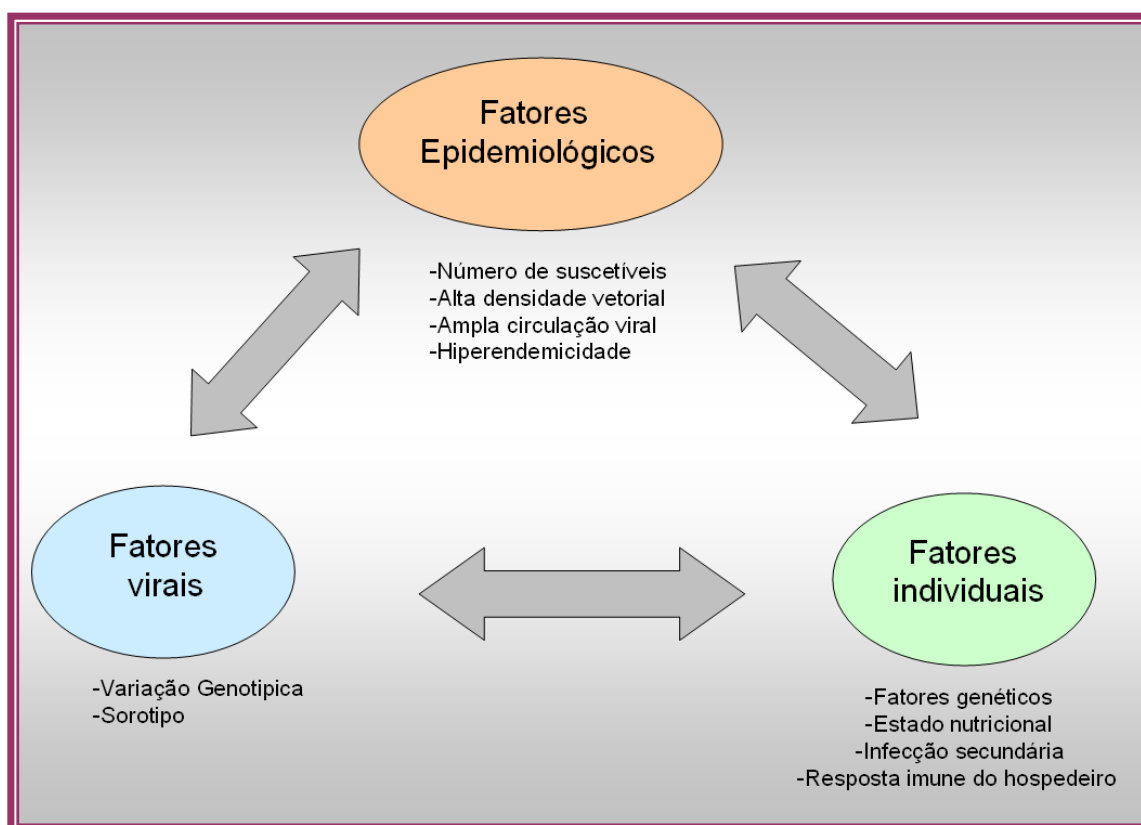 Fatores
Epidemiológicos
-Número de suscetíveis
-Alta densidade vetorial
-Ampla circulação viral
-Hiperendemicidade
Fatores
virais
-Variação Genotipica
-Sorotipo
Fatores
individuais
-Fatores genéticos
-Estado nutricional
-Infecção secundária
-Resposta imune do hospedeiro